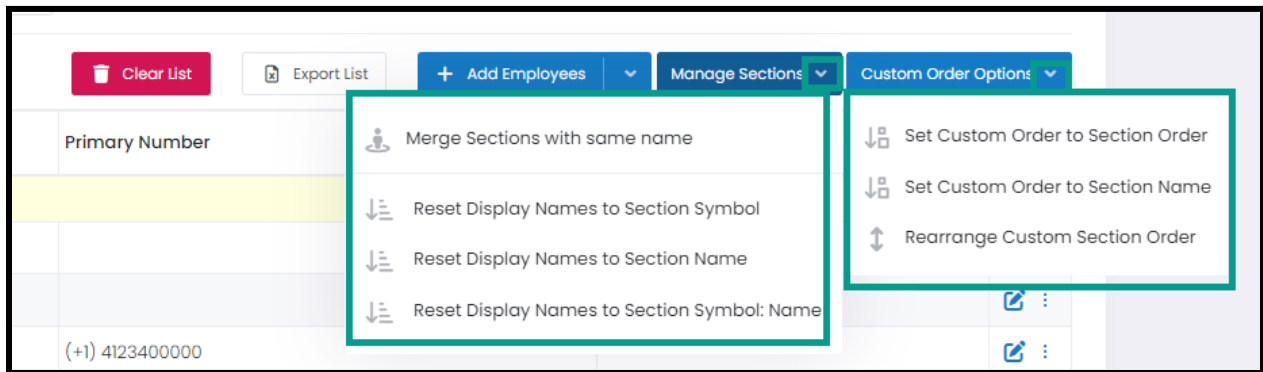 Clear List
Export List
+ Add Employees
Manage Sections
Custom Order Options
Primary Number
Merge Sections with same name
Reset Display Names to Section Symbol
Reset Display Names to Section Name
Reset Display Names to Section Symbol: Name
Set Custom Order to Section Order
Set Custom Order to Section Name
Rearrange Custom Section Order
(+1) 4123400000